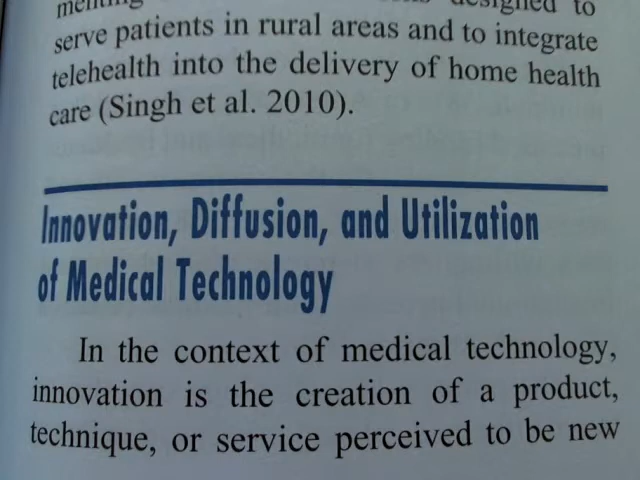 designed to
serve patients in rural areas and to integrate
telehealth into the delivery of home health
care (Singh et al. 2010).
Innovation, Diffusion, and Utilization
of Medical Technology
In the context of medical technology,
innovation is the creation of a product,
technique, or service perceived to be new